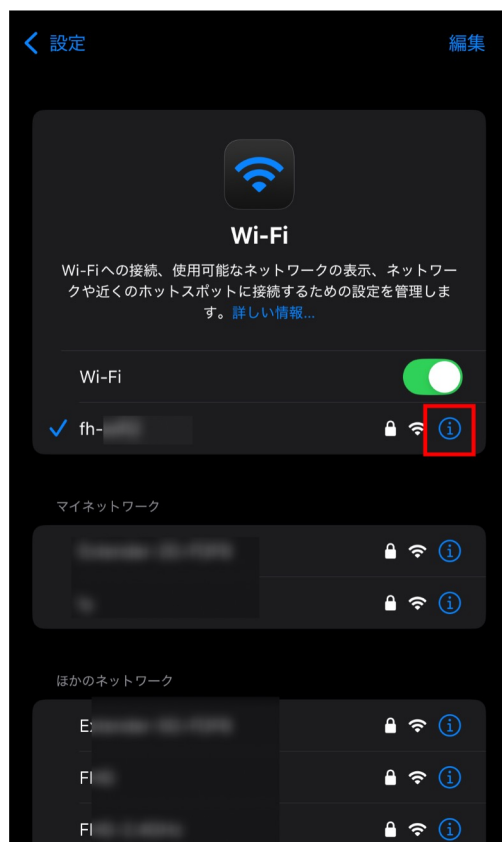 設定
編集
Wi-Fi
Wi-Fiへの接続、使用可能なネットワークの表示、ネットワー
クや近くのホットスポットに接続するための設定を管理しま
す。詳しい情報...
Wi-Fi
fh-
マイネットワーク
ほかのネットワーク